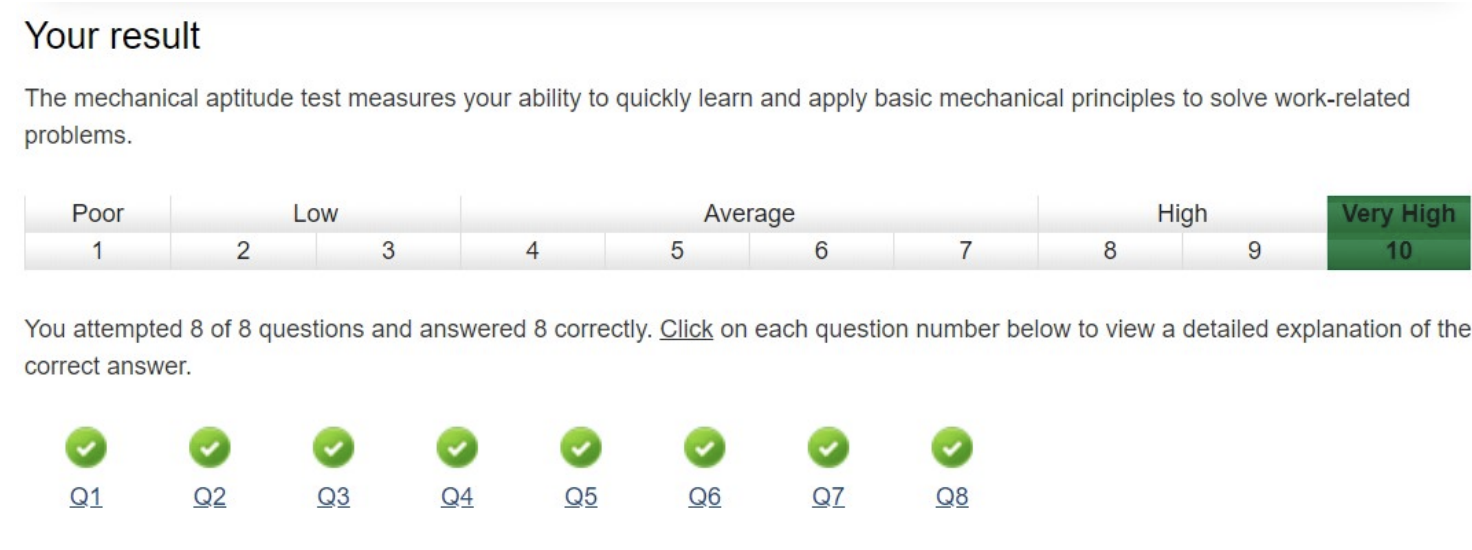 Your result
The mechanical aptitude test measures your ability to quickly learn and apply basic mechanical principles to solve work-related
problems.
Poor Low Average High Very High
1 2 3 4 5 6 7 8 9 10
You attempted 8 of 8 questions and answered 8 correctly. Click on each question number below to view a detailed explanation of the
correct answer.
Q1 Q2 Q3 Q4 Q5 Q6 Q7 Q8